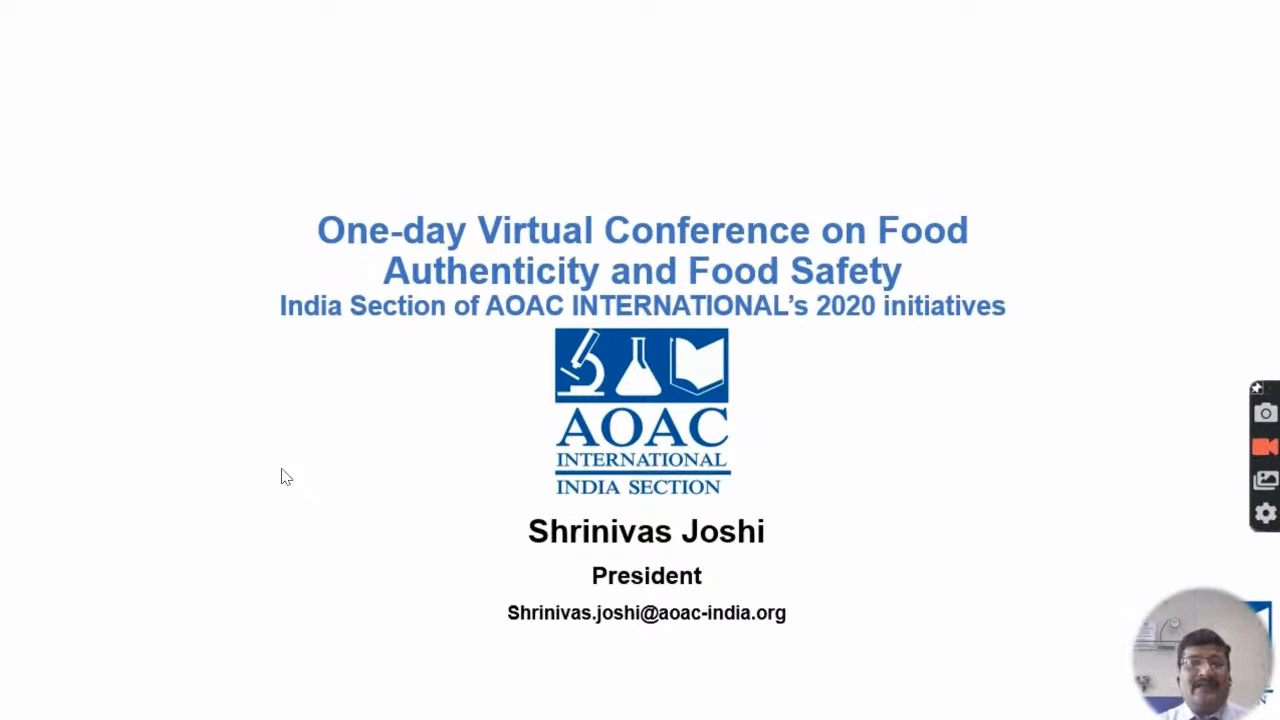 One-day Virtual Conference on Food
Authenticity and Food Safety
India Section of AOAC INTERNATIONAL’s 2020 initiatives
AOAC
INTERNATIONAL
INDIA SECTION
Shrinivas Joshi
President
Shrinivas.joshi@aoac-india.org